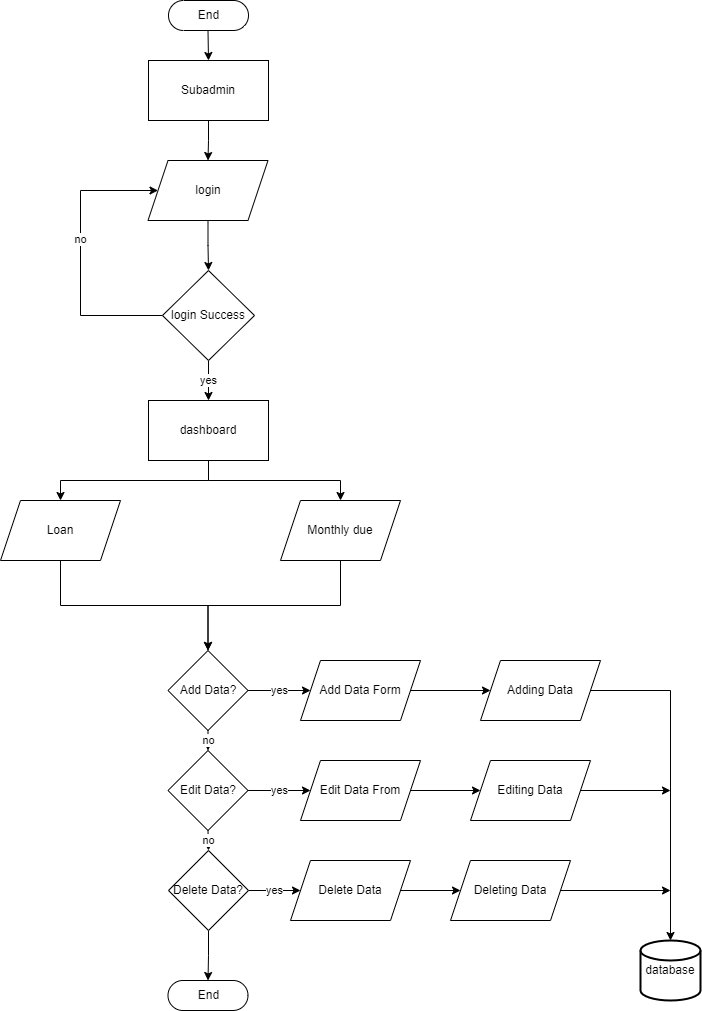 End
Subadmin
login
no
login Success
yes
dashboard
Loan
Monthly due
Add Data?
yes
Add Data Form
Adding Data
no
Edit Data?
yes
Edit Data From
Editing Data
no
Delete Data?
yes
Delete Data
Deleting Data
database
End